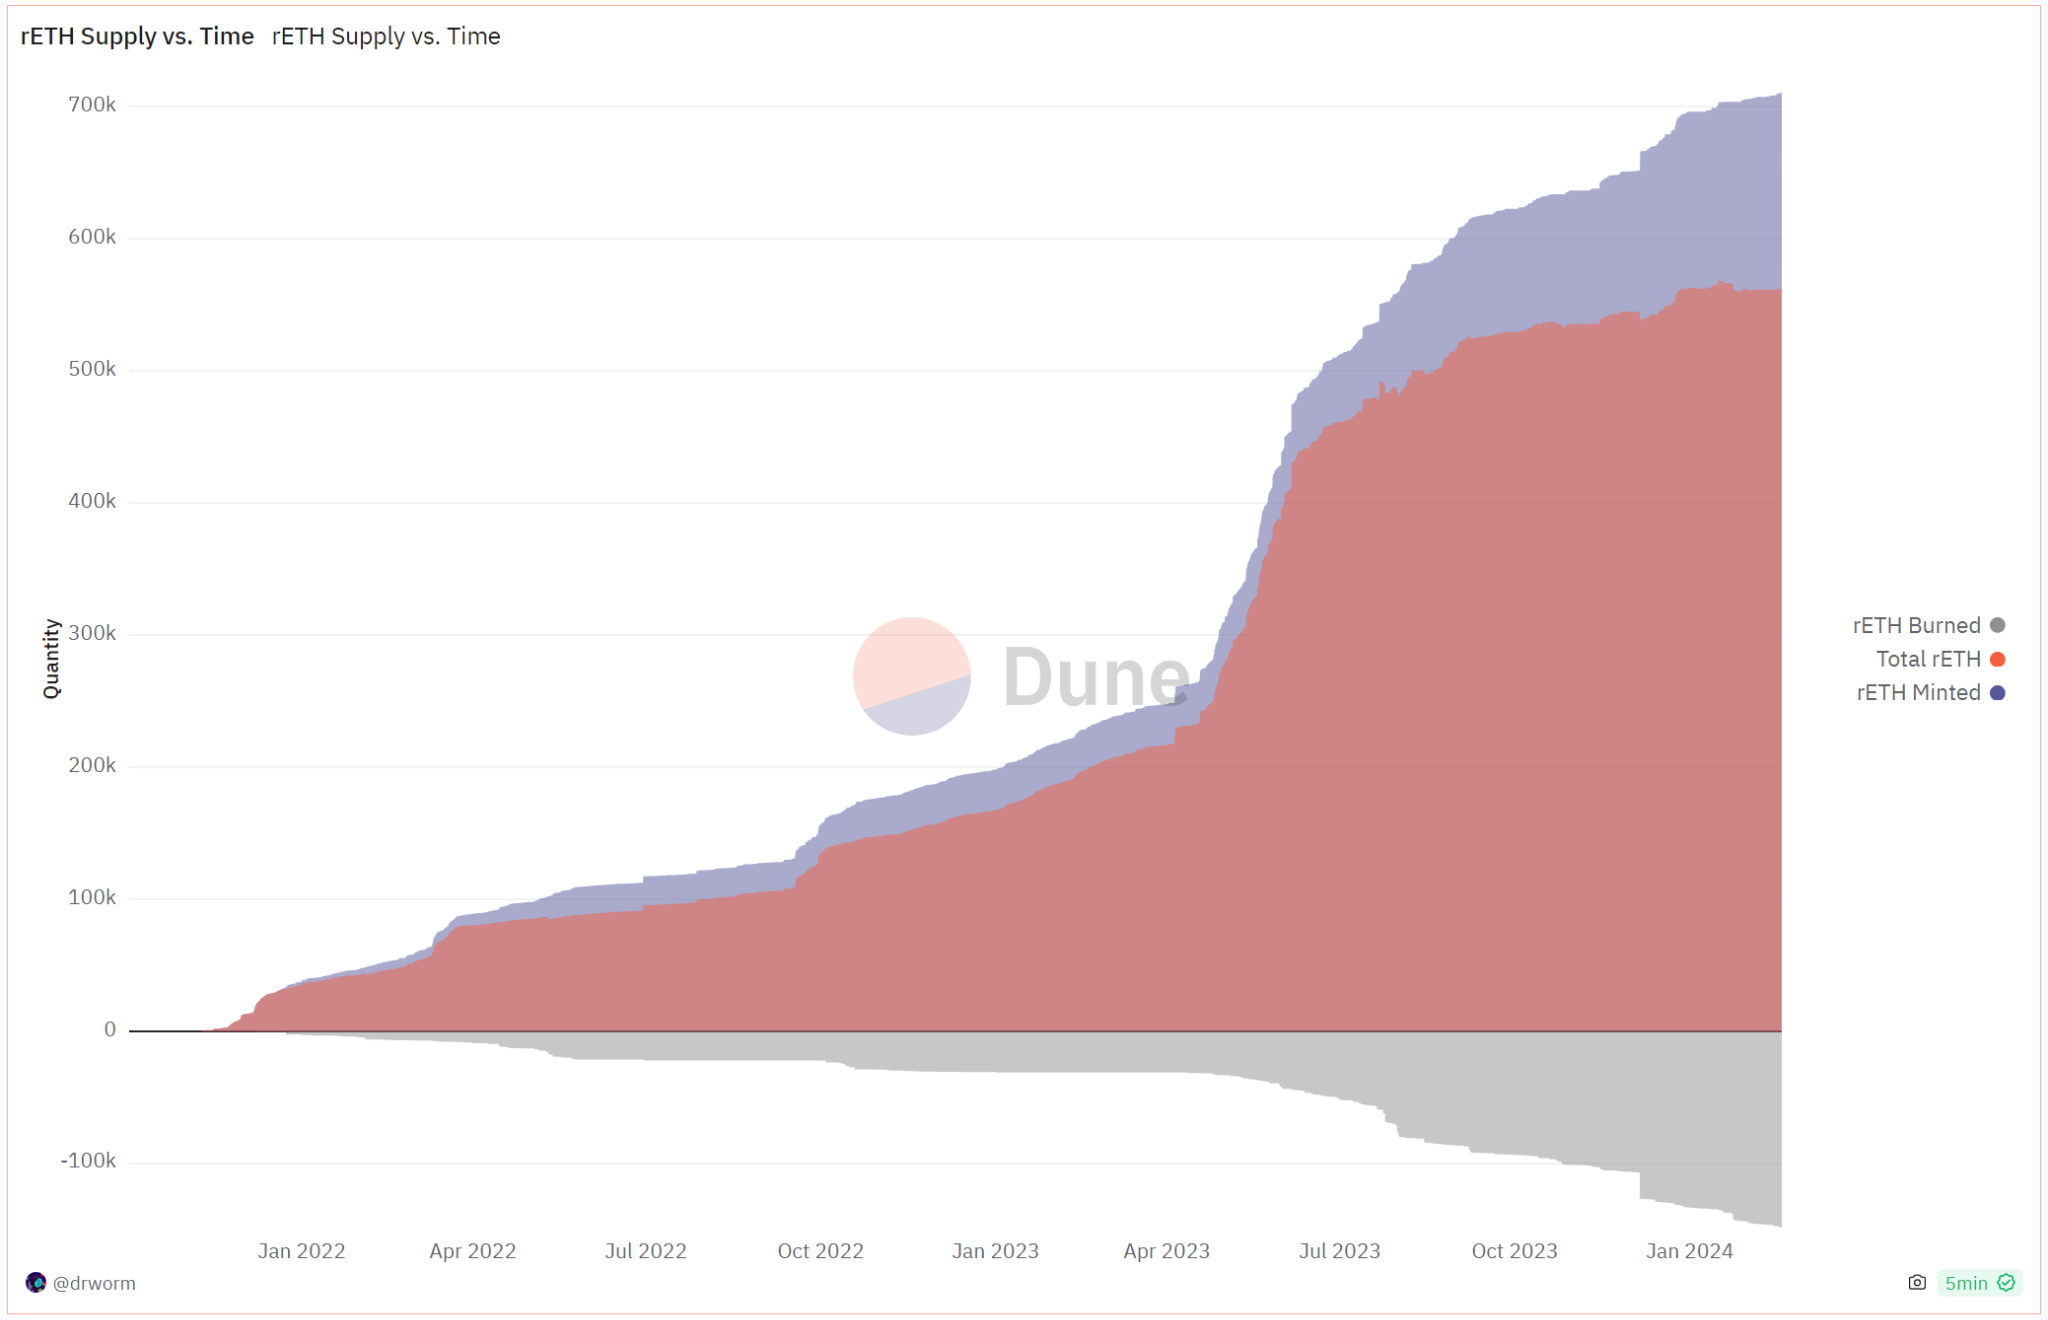 rETH Supply vs. Time rETH Supply vs. Time
700k
600k
500k
400k
300k
200k
100k
0
-100k
Quantity
Dune
rETH Burned
Total rETH
rETH Minted
Jan 2022 Apr 2022 Jul 2022 Oct 2022 Jan 2023 Apr 2023 Jul 2023 Oct 2023 Jan 2024
@drworm
5min